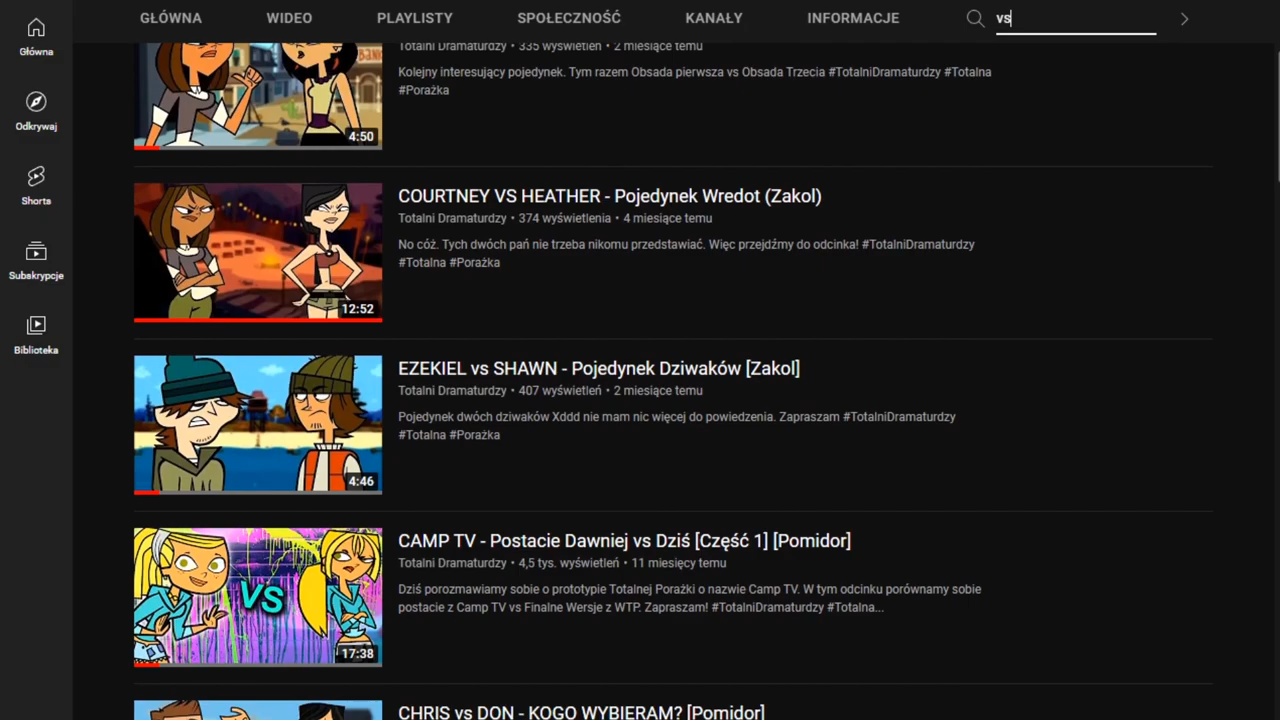 GŁÓWNA
WIDEO
PLAYLISTY
SPOŁECZNOŚĆ
KANAŁY
INFORMACJE
vs
Główna
Odkrywaj
Shorts
Subskrypcje
Biblioteka
Totalni Dramaturdzy • 335 wyświetleń • 2 miesiące temu
Kolejny interesujący pojedynek. Tym razem Obsada pierwsza vs Obsada Trzecia #TotalniDramaturdzy #Totalna
#Porażka
4:50
COURTNEY VS HEATHER - Pojedynek Wredot (Zakol)
Totalni Dramaturdzy • 374 wyświetlenia • 4 miesiące temu
No cóż. Tych dwóch pań nie trzeba nikomu przedstawiać. Więc przejdźmy do odcinka! #TotalniDramaturdzy
#Totalna #Porażka
12:52
EZEKIEL vs SHAWN - Pojedynek Dziwaków [Zakol]
Totalni Dramaturdzy • 407 wyświetleń • 2 miesiące temu
Pojedynek dwóch dziwaków Xddd nie mam nic więcej do powiedzenia. Zapraszam #TotalniDramaturdzy
#Totalna #Porażka
4:46
CAMP TV - Postacie Dawniej vs Dziś [Część 1] [Pomidor]
Totalni Dramaturdzy • 4,5 tys. wyświetleń • 11 miesięcy temu
Dziś porozmawiamy sobie o prototypie Totalnej Porażki o nazwie Camp TV. W tym odcinku porównamy sobie
postacie z Camp TV vs Finalne Wersje z WTP. Zapraszam! #TotalniDramaturdzy #Totalna...
VS
17:38
CHRIS vs DON - KOGO WYBIERAM? [Pomidor]